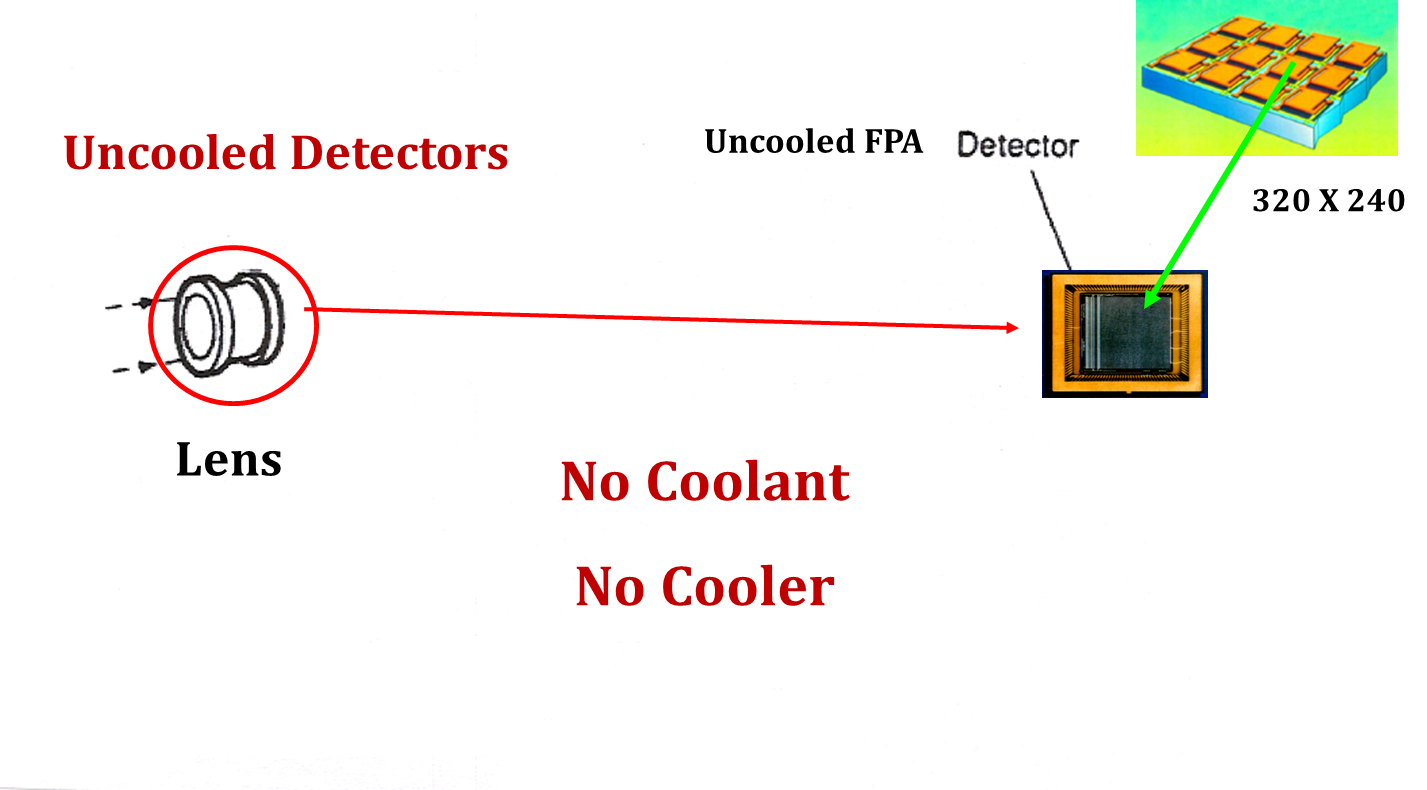 Uncooled Detectors
Uncooled FPA
Detector
320 X 240
Lens
No Coolant
No Cooler